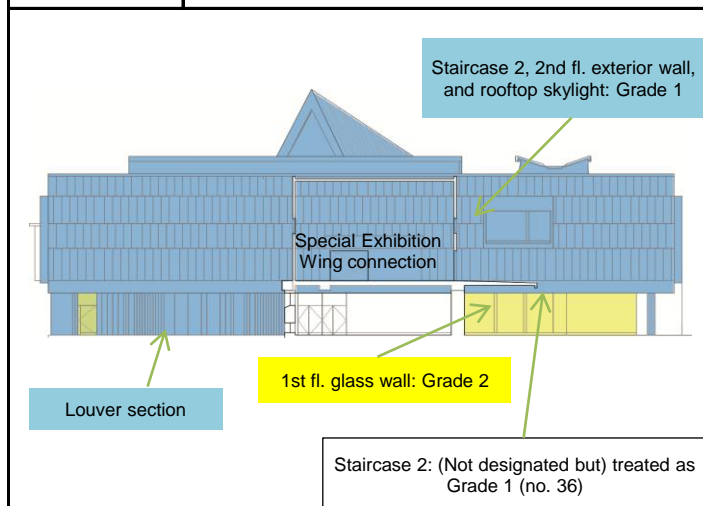 Staircase 2, 2nd fl. exterior wall,
and rooftop skylight: Grade 1
Special Exhibition
Wing connection
1st fl. glass wall: Grade 2
Louver section
Staircase 2: (Not designated but) treated as
Grade 1 (no. 36)